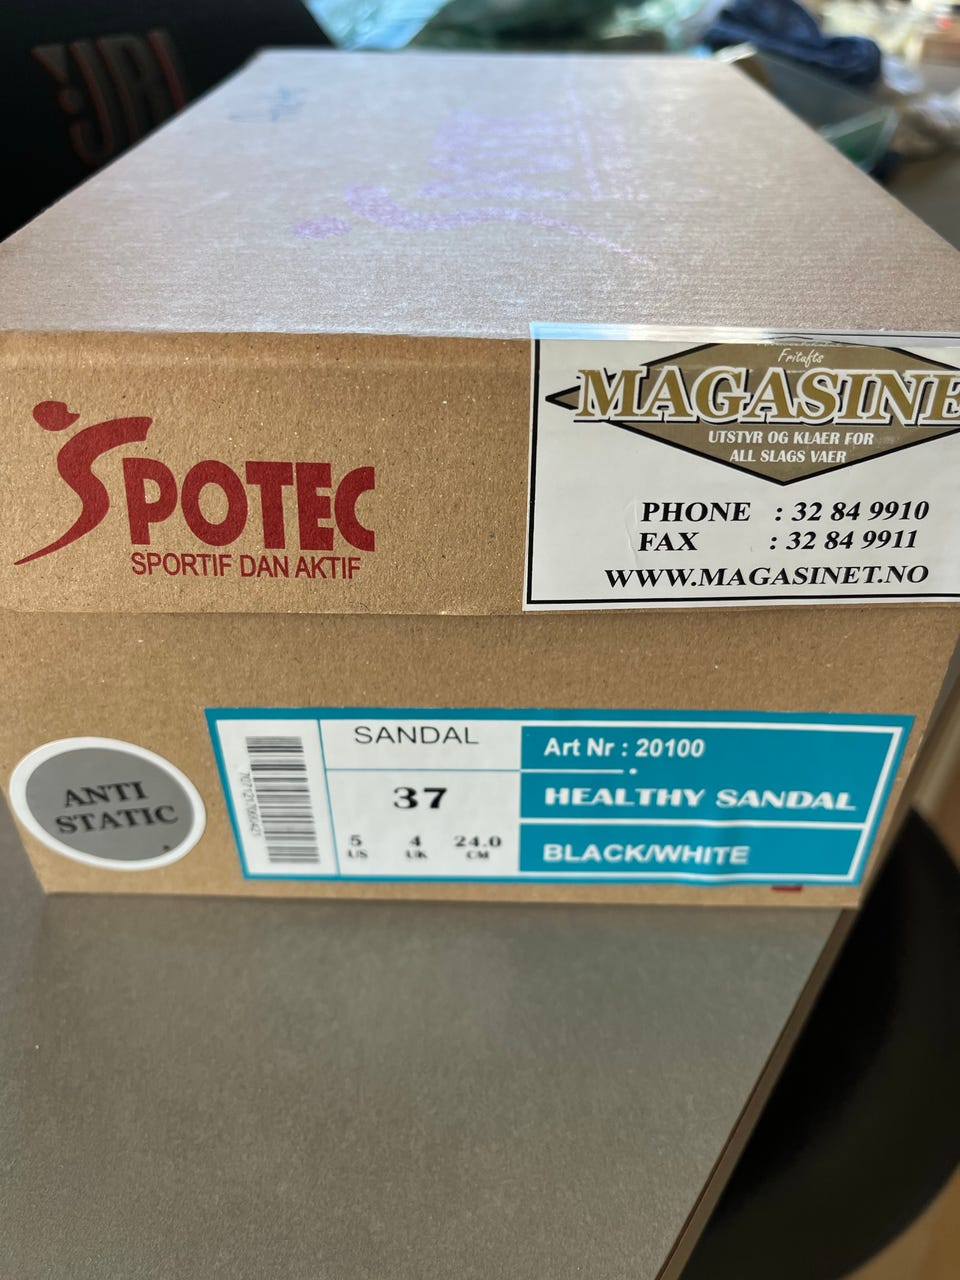 JBL
SPOTEC
SPORTIF DAN AKTIF
Fritufts
MAGASINE
UTSTYR OG KLAER FOR
ALL SLAGS VAER
PHONE : 32 84 9910
FAX : 32 84 9911
WWW.MAGASINET.NO
ANTI
STATIC
SANDAL
37
5 4 24.0
US UK CM
Art Nr : 20100
HEALTHY SANDAL
BLACK/WHITE